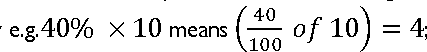 e.g.40% × 10 means (40/100 of 10) = 4;